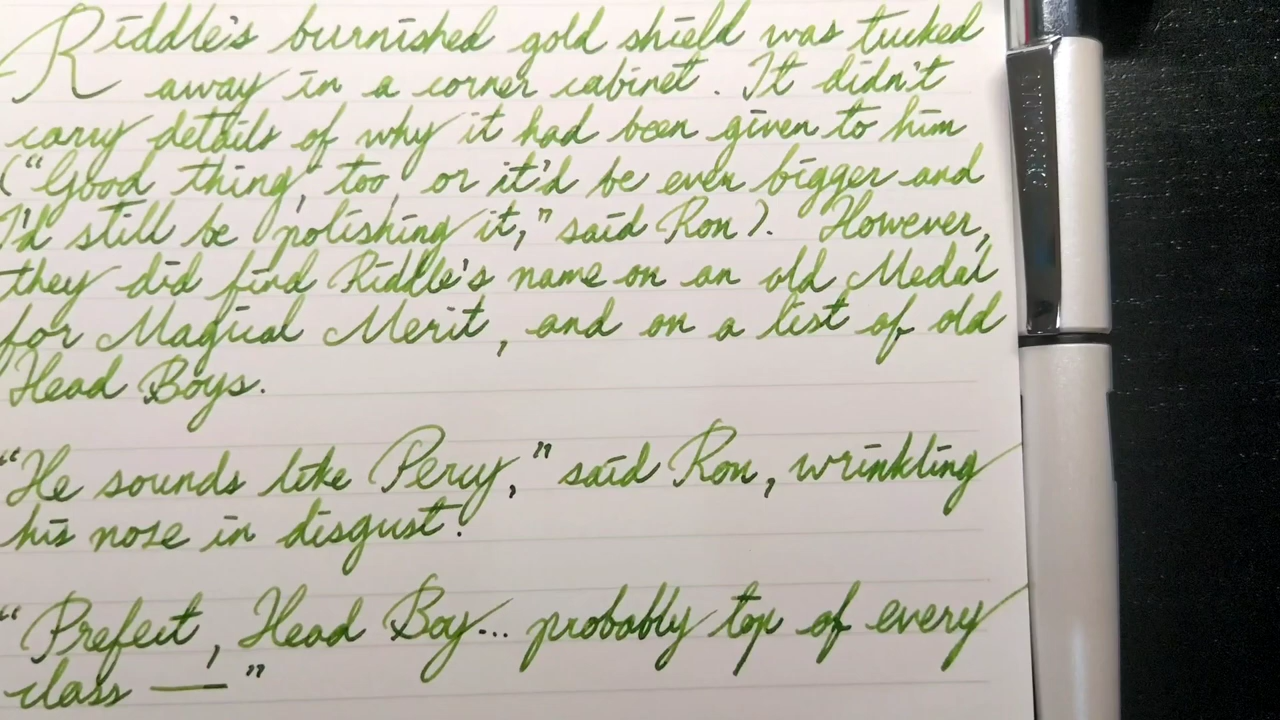 Riddle's burnished gold shield was tucked
away in a corner cabinet. It didn't
carry details of why it had been given to him
("Good thing, too, or it'd be even bigger and
I'd still be polishing it," said Ron). However,
they did find Riddle's name on an old Medal
for Magical Merit, and on a list of old
Head Boys.
"He sounds like Percy," said Ron, wrinkling
his nose in disgust.
"Prefect, Head Boy... probably top of every
class — "